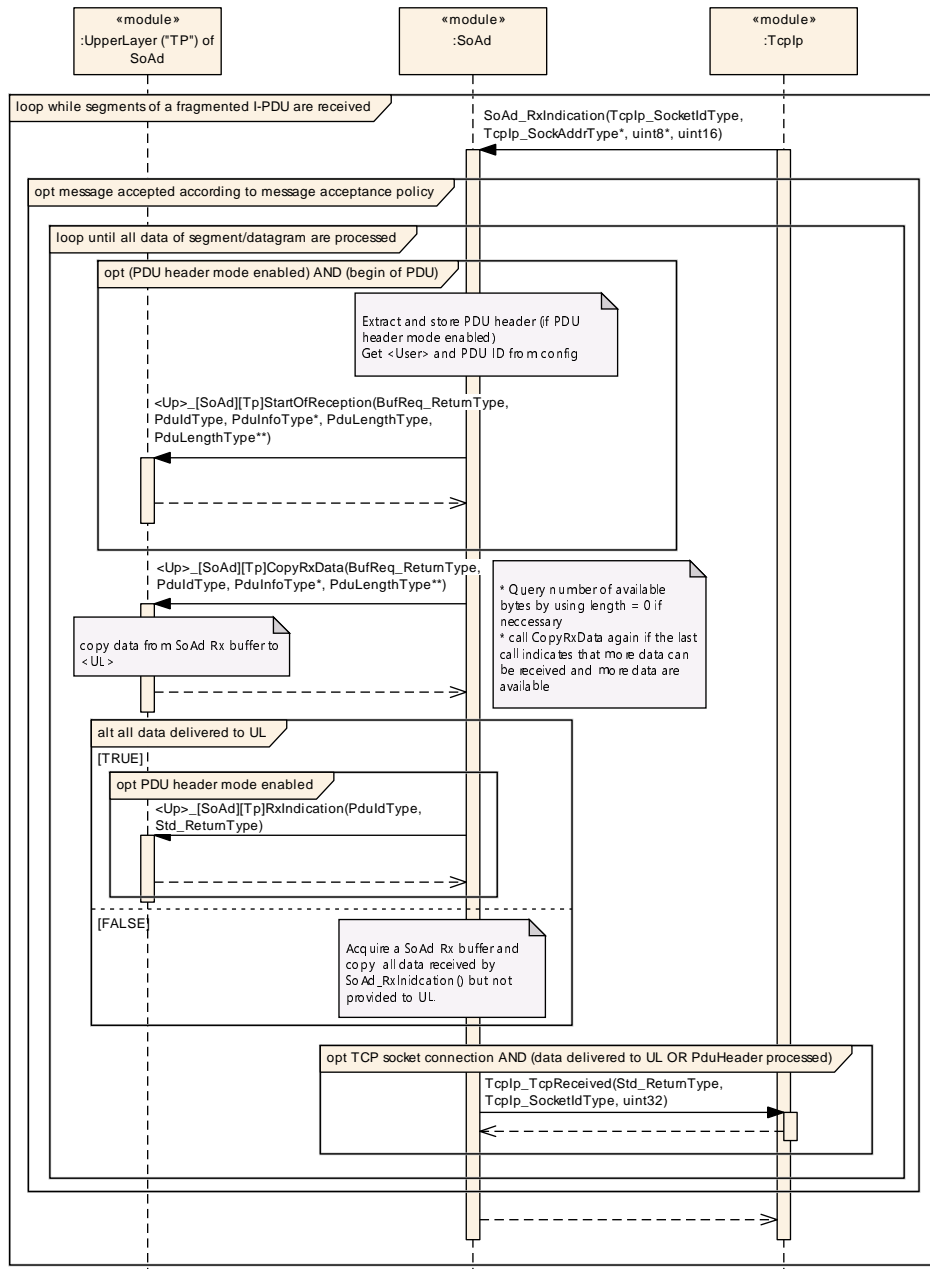 «module»
:UpperLayer ("TP") of
SoAd
«module»
:SoAd
«module»
:TcpIp
loop while segments of a fragmented I-PDU are received
SoAd_RxIndication(TcpIp_SocketIdType,
TcpIp_SockAddrType*, uint8*, uint16)
opt message accepted according to message acceptance policy
loop until all data of segment/datagram are processed
opt (PDU header mode enabled) AND (begin of PDU)
Extract and store PDU header (if PDU
header mode enabled)
Get <User> and PDU ID from config
<Up>_[SoAd][Tp]StartOfReception(BufReq_ReturnType,
PduIdType, PduInfoType*, PduLengthType,
PduLengthType**)
<Up>_[SoAd][Tp]CopyRxData(BufReq_ReturnType,
PduIdType, PduInfoType*, PduLengthType**)
* Query number of available
bytes by using length = 0 if
neccessary
* call CopyRxData again if the last
call indicates that more data can
be received and more data are
available
copy data from SoAd Rx buffer to
<UL>
alt all data delivered to UL
[TRUE]
opt PDU header mode enabled
<Up>_[SoAd][Tp]RxIndication(PduIdType,
Std_ReturnType)
[FALSE]
Acquire a SoAd Rx buffer and
copy all data received by
SoAd_RxInidcation() but not
provided to UL.
opt TCP socket connection AND (data delivered to UL OR PduHeader processed)
TcpIp_TcpReceived(Std_ReturnType,
TcpIp_SocketIdType, uint32)